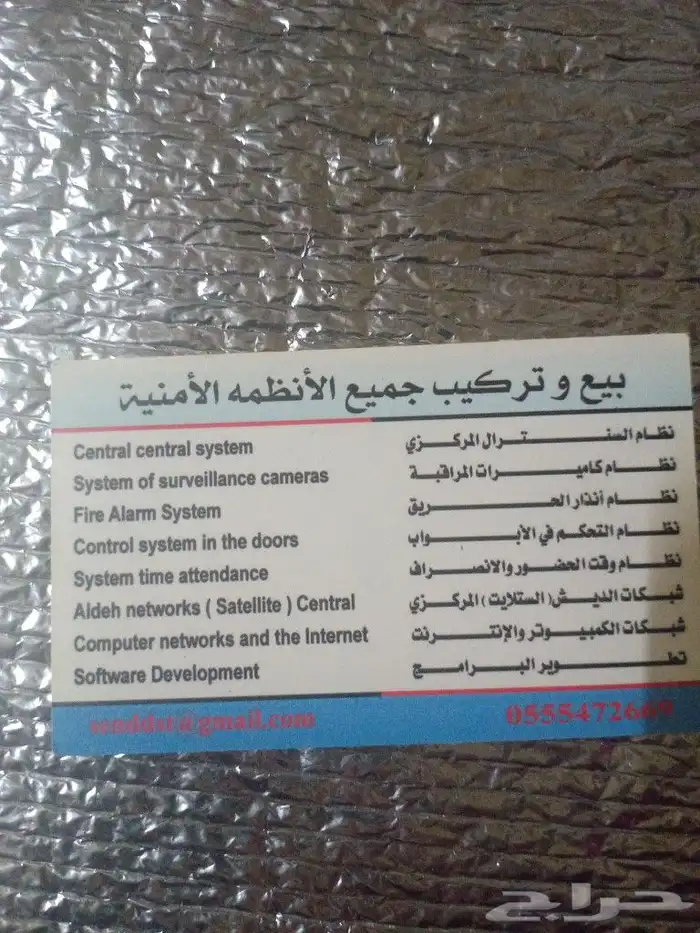 بيع و تركيب جميع الأنظمه الأمنية
Central central system
نظام السنترال المركزي
System of surveillance cameras
نظام كاميرات المراقبة
Fire Alarm System
نظام أنذار الحريق
Control system in the doors
نظام التحكم في الأبواب
System time attendance
نظام وقت الحضور والانصراف
Aldeh networks ( Satellite ) Central
شبكات الديش ( الستلايت ) المركزي
Computer networks and the Internet
شبكات الكمبيوتر والإنترنت
Software Development
تطوير البرامج
@gmail.com
حراج